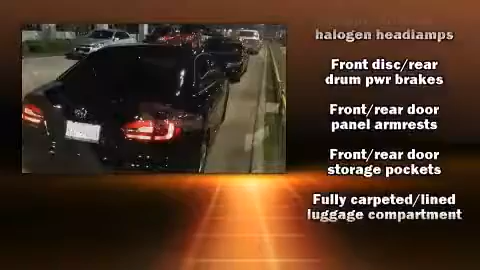 halogen headlamps
Front disc/rear
drum pwr brakes
Front/rear door
panel armrests
Front/rear door
storage pockets
Fully carpeted/lined
luggage compartment